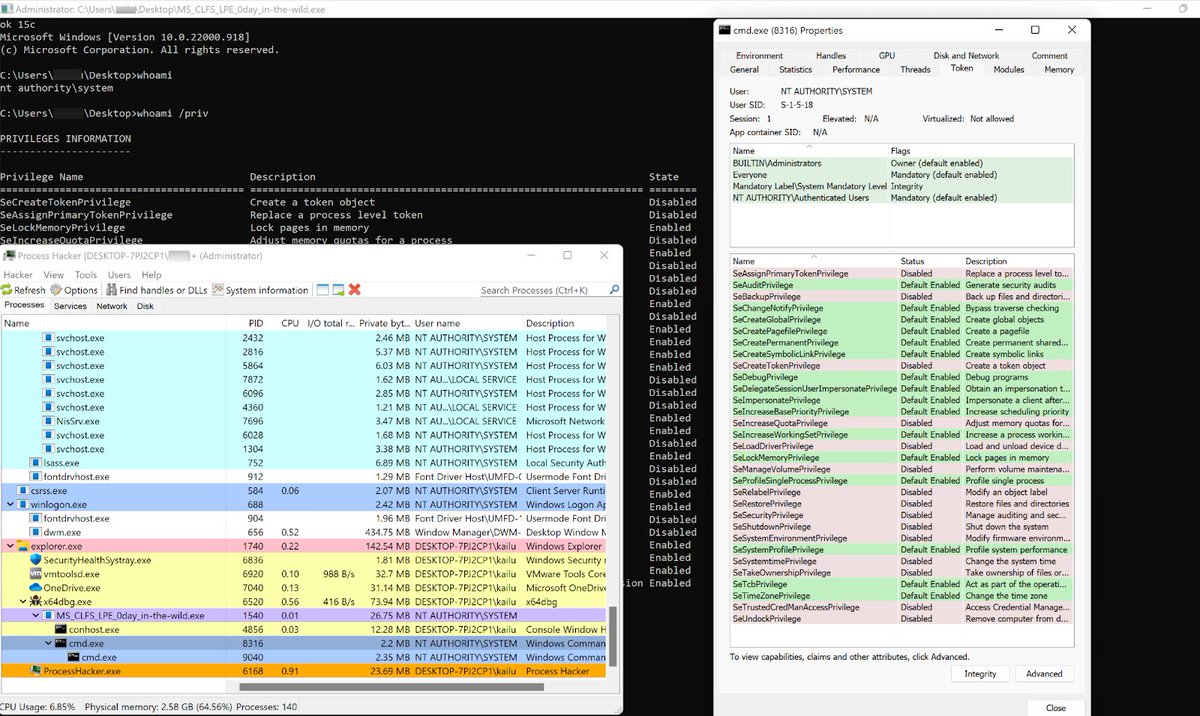 Administrator: C:\Users\ \Desktop\MS_CLFS_LPE_0day_in-the-wild.exe
ok 15c
Microsoft Windows [Version 10.0.22000.918]
(c) Microsoft Corporation. All rights reserved.
C:\Users\ \Desktop>whoami
nt authority\system
C:\Users\ \Desktop>whoami /priv
PRIVILEGES INFORMATION
----------------------
Privilege Name Description State
SeCreateTokenPrivilege Create a token object Disabled
SeAssignPrimaryTokenPrivilege Replace a process level token Disabled
SeLockMemoryPrivilege Lock pages in memory Enabled
SeIncreaseQuotaPrivilege Adjust memory quotas for a process Disabled
Enabled
Disabled
Disabled
Disabled
Enabled
Disabled
Enabled
Enabled
Enabled
Enabled
Disabled
Disabled
Disabled
Enabled
Disabled
Disabled
Enabled
Disabled
Disabled
Enabled
Disabled
Disabled
Enabled
Enabled
Enabled
Enabled
Process Hacker [DESKTOP-7PJ2CP1\ + (Administrator)
Hacker View Tools Users Help
Refresh Options Find handles or DLLs System information Search Processes (Ctrl+K)
Processes Services Network Disk
Name PID CPU I/O total r... Private byt... User name Description
svchost.exe 2432 2.46 MB NT AUTHORITY\SYSTEM Host Process for W
svchost.exe 2816 5.37 MB NT AUTHORITY\SYSTEM Host Process for W
svchost.exe 5864 6.03 MB NT AUTHORITY\SYSTEM Host Process for W
svchost.exe 7872 1.62 MB NT AU...\LOCAL SERVICE Host Process for W
svchost.exe 6096 2.85 MB NT AUTHORITY\SYSTEM Host Process for W
svchost.exe 4360 1.21 MB NT AU...\LOCAL SERVICE Host Process for W
NisSrv.exe 7696 3.47 MB NT AU...\LOCAL SERVICE Microsoft Network
svchost.exe 6028 1.68 MB NT AUTHORITY\SYSTEM Host Process for W
svchost.exe 1304 3.38 MB NT AUTHORITY\SYSTEM Host Process for W
lsass.exe 752 6.89 MB NT AUTHORITY\SYSTEM Local Security Auth
fontdrvhost.exe 912 1.29 MB Font Driver Host\UMFD-0 Usermode Font Dri
csrss.exe 584 0.06 2.07 MB NT AUTHORITY\SYSTEM Client Server Runti
winlogon.exe 688 2.42 MB NT AUTHORITY\SYSTEM Windows Logon Ap
fontdrvhost.exe 904 1.96 MB Font Driver Host\UMFD-1 Usermode Font Dri
dwm.exe 656 0.52 434.75 MB Window Manager\DWM- Desktop Window M
explorer.exe 1740 0.22 142.54 MB DESKTOP-7PJ2CP1\kailu Windows Explorer
SecurityHealthSystray.exe 6836 1.81 MB DESKTOP-7PJ2CP1\kailu Windows Security n
vmtoolsd.exe 6920 0.10 988 B/s 32.7 MB DESKTOP-7PJ2CP1\kailu VMware Tools Core
OneDrive.exe 7040 0.13 31.14 MB DESKTOP-7PJ2CP1\kailu Microsoft OneDrive
x64dbg.exe 6520 0.56 416 B/s 73.94 MB DESKTOP-7PJ2CP1\kailu x64dbg
MS_CLFS_LPE_0day_in-the-wild.exe 1540 0.01 26.75 MB NT AUTHORITY\SYSTEM
conhost.exe 4856 0.03 12.28 MB DESKTOP-7PJ2CP1\kailu Console Window H
cmd.exe 8316 2.2 MB NT AUTHORITY\SYSTEM Windows Comman
cmd.exe 9040 2.35 MB NT AUTHORITY\SYSTEM Windows Comman
ProcessHacker.exe 6168 0.91 23.69 MB DESKTOP-7PJ2CP1\kailu Process Hacker
CPU Usage: 6.85% Physical memory: 2.58 GB (64.56%) Processes: 140
cmd.exe (8316) Properties
Environment Handles GPU Disk and Network Comment
General Statistics Performance Threads Token Modules Memory
User: NT AUTHORITY\SYSTEM
User SID: S-1-5-18
Session: 1 Elevated: N/A Virtualized: Not allowed
App container SID: N/A
Name Flags
BUILTIN\Administrators Owner (default enabled)
Everyone Mandatory (default enabled)
Mandatory Label\System Mandatory Level Integrity
NT AUTHORITY\Authenticated Users Mandatory (default enabled)
Name Status Description
SeAssignPrimaryTokenPrivilege Disabled Replace a process level to...
SeAuditPrivilege Default Enabled Generate security audits
SeBackupPrivilege Disabled Back up files and directori...
SeChangeNotifyPrivilege Default Enabled Bypass traverse checking
SeCreateGlobalPrivilege Default Enabled Create global objects
SeCreatePagefilePrivilege Default Enabled Create a pagefile
SeCreatePermanentPrivilege Default Enabled Create permanent shared...
SeCreateSymbolicLinkPrivilege Default Enabled Create symbolic links
SeCreateTokenPrivilege Disabled Create a token object
SeDebugPrivilege Default Enabled Debug programs
SeDelegateSessionUserImpersonatePrivilege Default Enabled Obtain an impersonation t...
SeImpersonatePrivilege Default Enabled Impersonate a client after...
SeIncreaseBasePriorityPrivilege Default Enabled Increase scheduling priority
SeIncreaseQuotaPrivilege Disabled Adjust memory quotas for...
SeIncreaseWorkingSetPrivilege Default Enabled Increase a process workin...
SeLoadDriverPrivilege Disabled Load and unload device d...
SeLockMemoryPrivilege Default Enabled Lock pages in memory
SeManageVolumePrivilege Disabled Perform volume maintena...
SeProfileSingleProcessPrivilege Default Enabled Profile single process
SeRelabelPrivilege Disabled Modify an object label
SeRestorePrivilege Disabled Restore files and directories
SeSecurityPrivilege Disabled Manage auditing and sec...
SeShutdownPrivilege Disabled Shut down the system
SeSystemEnvironmentPrivilege Disabled Modify firmware environm...
SeSystemProfilePrivilege Default Enabled Profile system performance
SeSystemtimePrivilege Disabled Change the system time
SeTakeOwnershipPrivilege Disabled Take ownership of files or...
SeTcbPrivilege Default Enabled Act as part of the operati...
SeTimeZonePrivilege Default Enabled Change the time zone
SeTrustedCredManAccessPrivilege Disabled Access Credential Manage...
SeUndockPrivilege Disabled Remove computer from d...
To view capabilities, claims and other attributes, click Advanced.
Integrity Advanced
Close